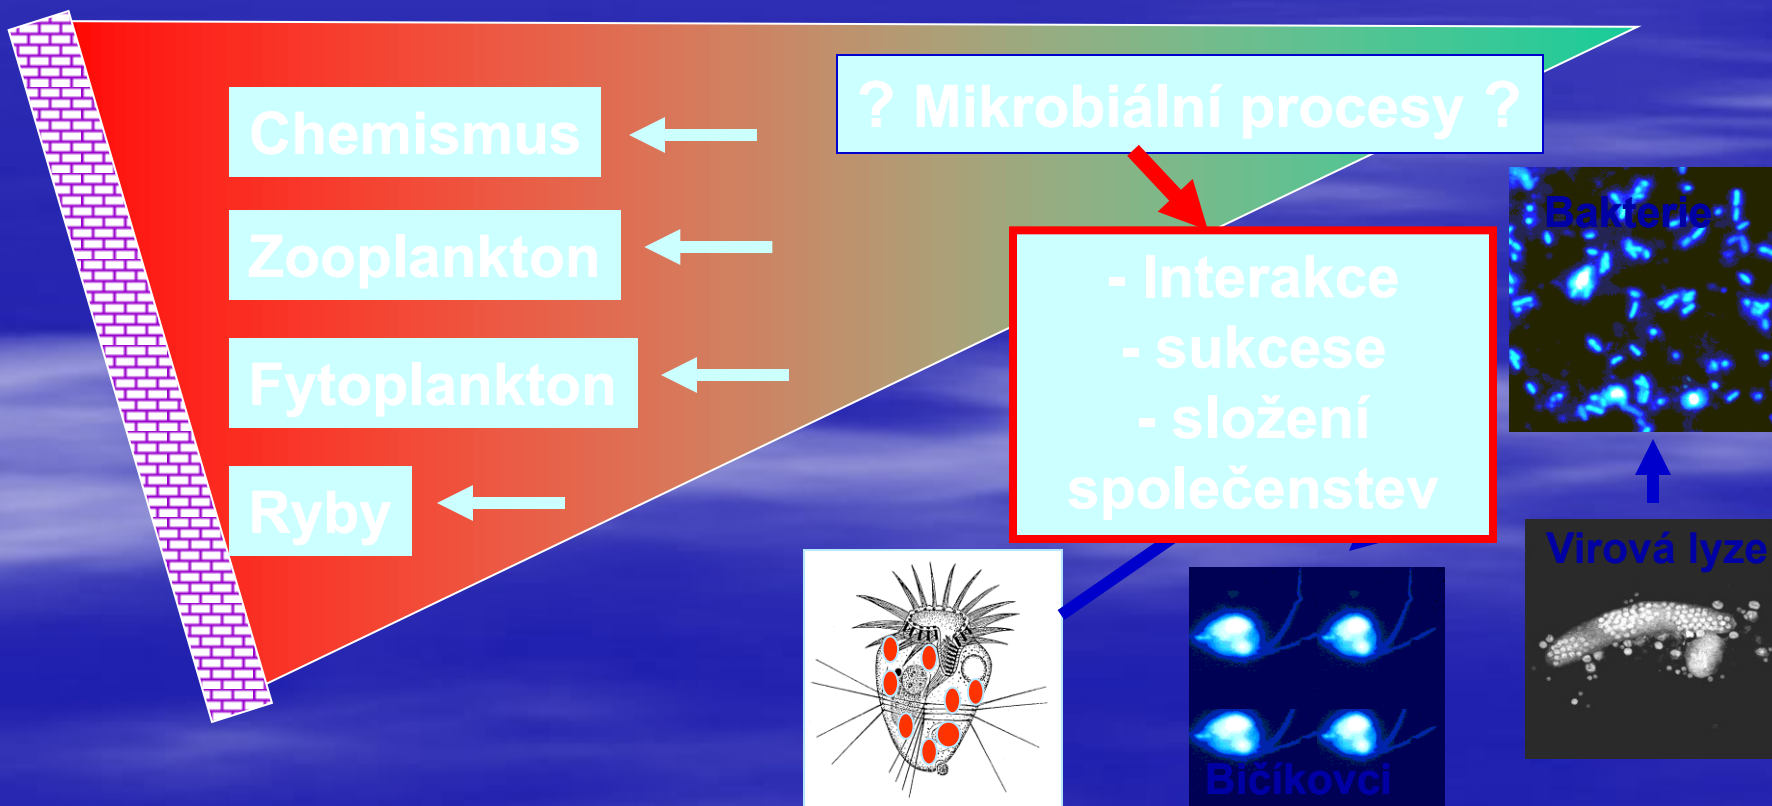 ? Mikrobiální procesy ?
Chemismus
Zooplankton
Fytoplankton
Ryby
- Interakce
- sukcese
- složení
společenstev
Bakterie
Virová lyze
Bičíkovci